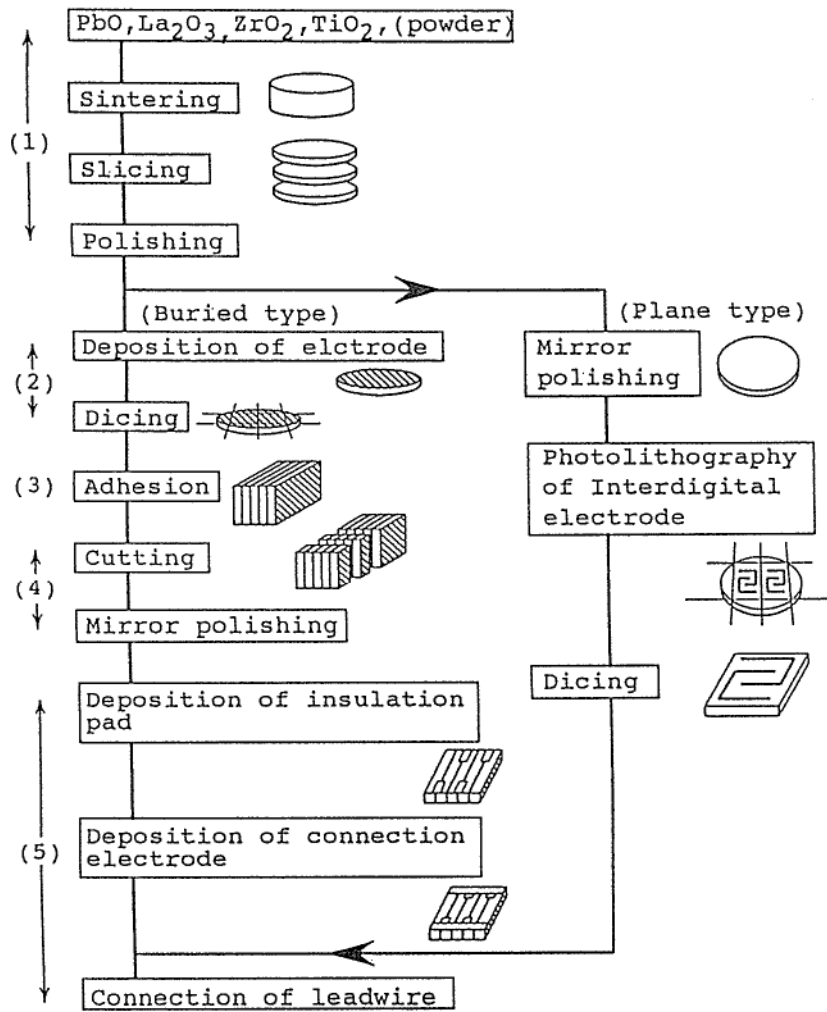 PbO,La2O3,ZrO2,TiO2,(powder)
Sintering
(1)
Slicing
Polishing
(Buried type)
(Plane type)
Deposition of elctrode
Mirror
polishing
(2)
Dicing
Photolithography
of Interdigital
electrode
(3)
Adhesion
Cutting
(4)
Mirror polishing
Deposition of insulation
pad
Dicing
Deposition of connection
electrode
(5)
Connection of leadwire